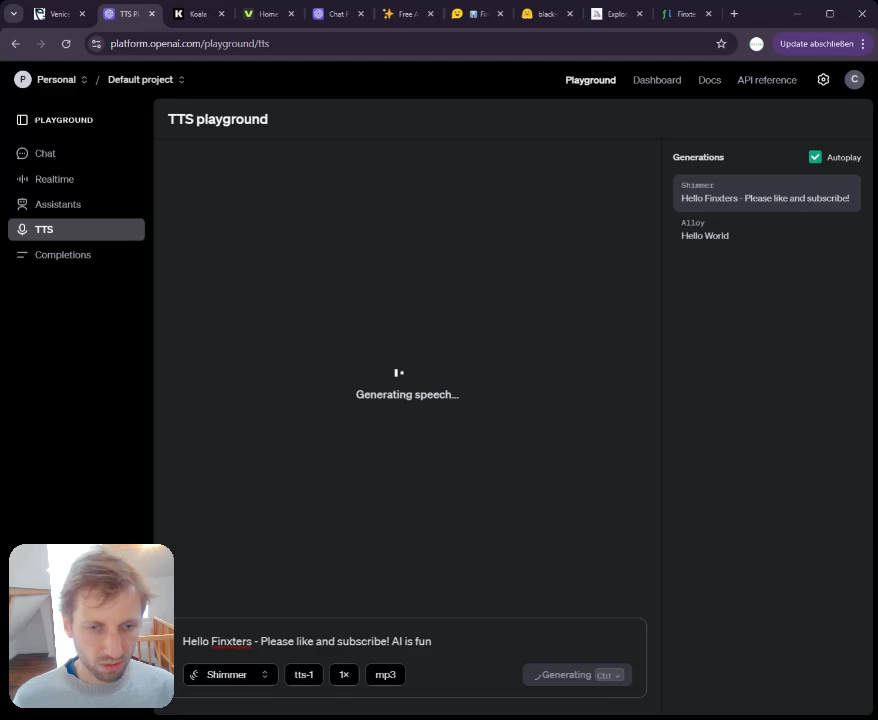 Venice
TTS Pl
Koala
Home
Chat F
Free A
Fin
black-
Explor
Finxte
platform.openai.com/playground/tts
Update abschließen
P Personal / Default project
Playground Dashboard Docs API reference C
PLAYGROUND
Chat
Realtime
Assistants
TTS
Completions
TTS playground
Generations Autoplay
Shimmer
Hello Finxters - Please like and subscribe!
Alloy
Hello World
Generating speech...
Hello Finxters - Please like and subscribe! AI is fun
Shimmer tts-1 1× mp3 Generating Ctrl ↵